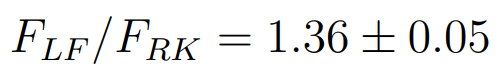 F_{LF}/F_{RK} = 1.36 ± 0.05